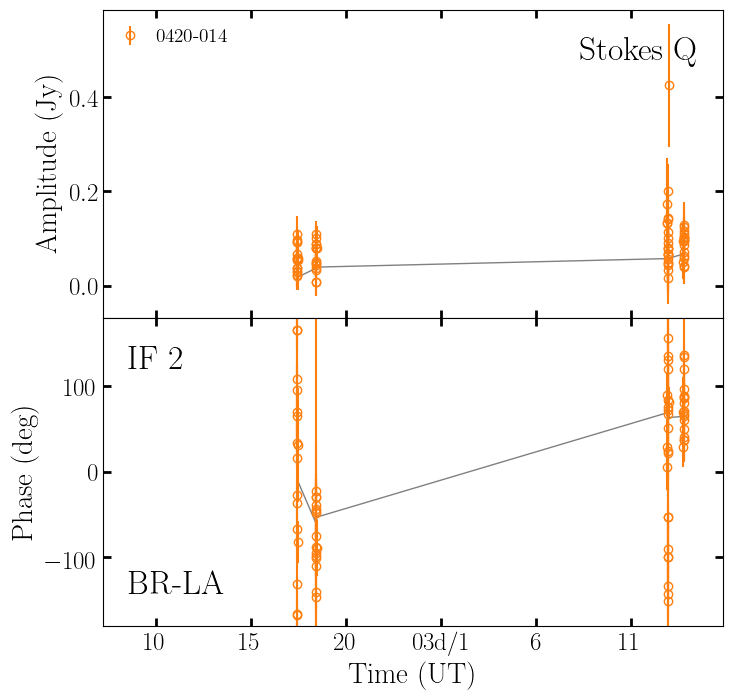 0420-014
Stokes Q
Amplitude (Jy)
0.4
0.2
0.0
IF 2
Phase (deg)
100
0
−100
BR-LA
10 15 20 03d/1 6 11
Time (UT)